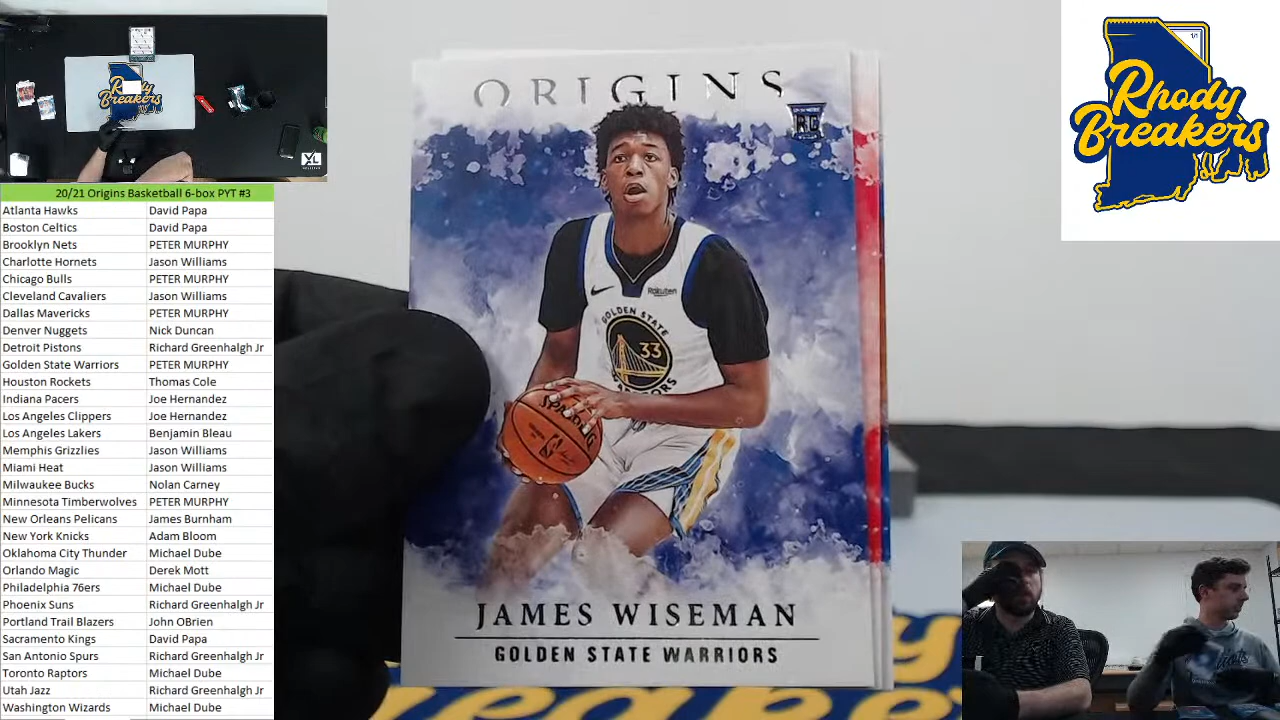 Rhody
Breakers
XL
20/21 Origins Basketball 6-box PYT #3
Atlanta Hawks David Papa
Boston Celtics David Papa
Brooklyn Nets PETER MURPHY
Charlotte Hornets Jason Williams
Chicago Bulls PETER MURPHY
Cleveland Cavaliers Jason Williams
Dallas Mavericks PETER MURPHY
Denver Nuggets Nick Duncan
Detroit Pistons Richard Greenhalgh Jr
Golden State Warriors PETER MURPHY
Houston Rockets Thomas Cole
Indiana Pacers Joe Hernandez
Los Angeles Clippers Joe Hernandez
Los Angeles Lakers Benjamin Bleau
Memphis Grizzlies Jason Williams
Miami Heat Jason Williams
Milwaukee Bucks Nolan Carney
Minnesota Timberwolves PETER MURPHY
New Orleans Pelicans James Burnham
New York Knicks Adam Bloom
Oklahoma City Thunder Michael Dube
Orlando Magic Derek Mott
Philadelphia 76ers Michael Dube
Phoenix Suns Richard Greenhalgh Jr
Portland Trail Blazers John OBrien
Sacramento Kings David Papa
San Antonio Spurs Richard Greenhalgh Jr
Toronto Raptors Michael Dube
Utah Jazz Richard Greenhalgh Jr
Washington Wizards Michael Dube
ORIGINS
RC
Rakuten
GOLDEN STATE
33
WARRIORS
SPALDING
JAMES WISEMAN
GOLDEN STATE WARRIORS
Rhody
Breakers
1/1